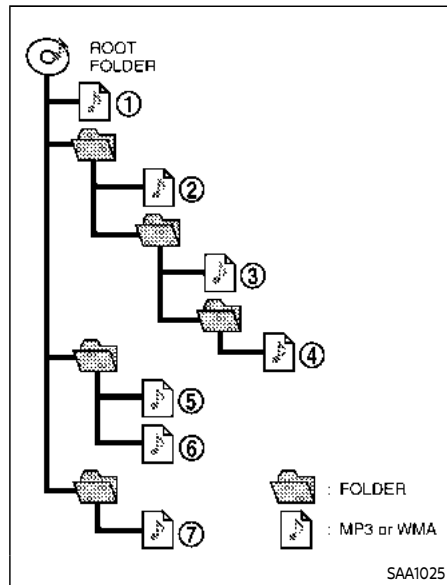 ROOT
FOLDER
①
②
③
④
⑤
⑥
⑦
: FOLDER
: MP3 or WMA
SAA1025